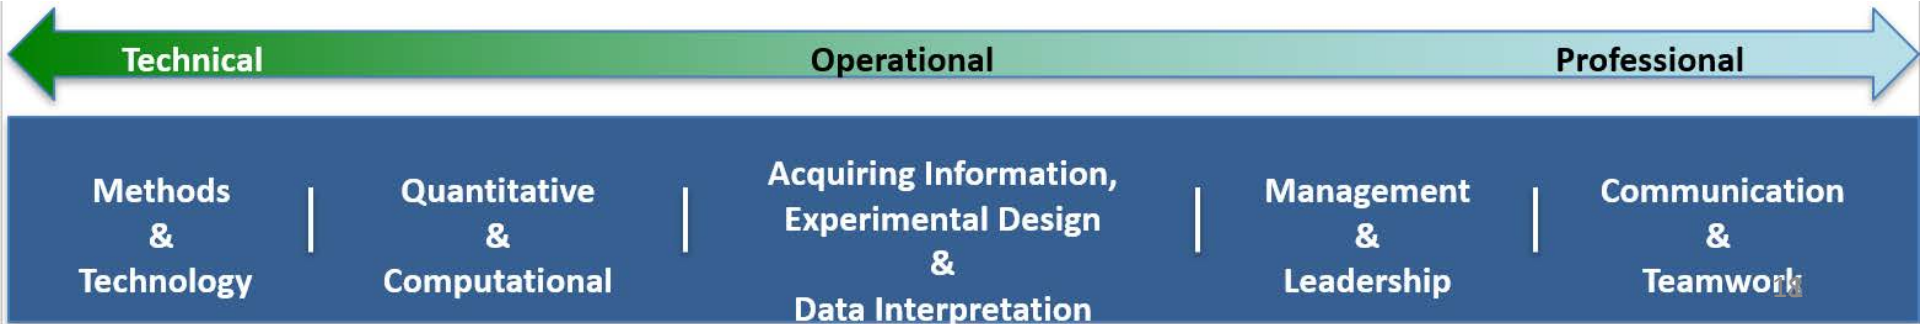 Technical Operational Professional
Methods
&
Technology
Quantitative
&
Computational
Acquiring Information,
Experimental Design
&
Data Interpretation
Management
&
Leadership
Communication
&
Teamwork